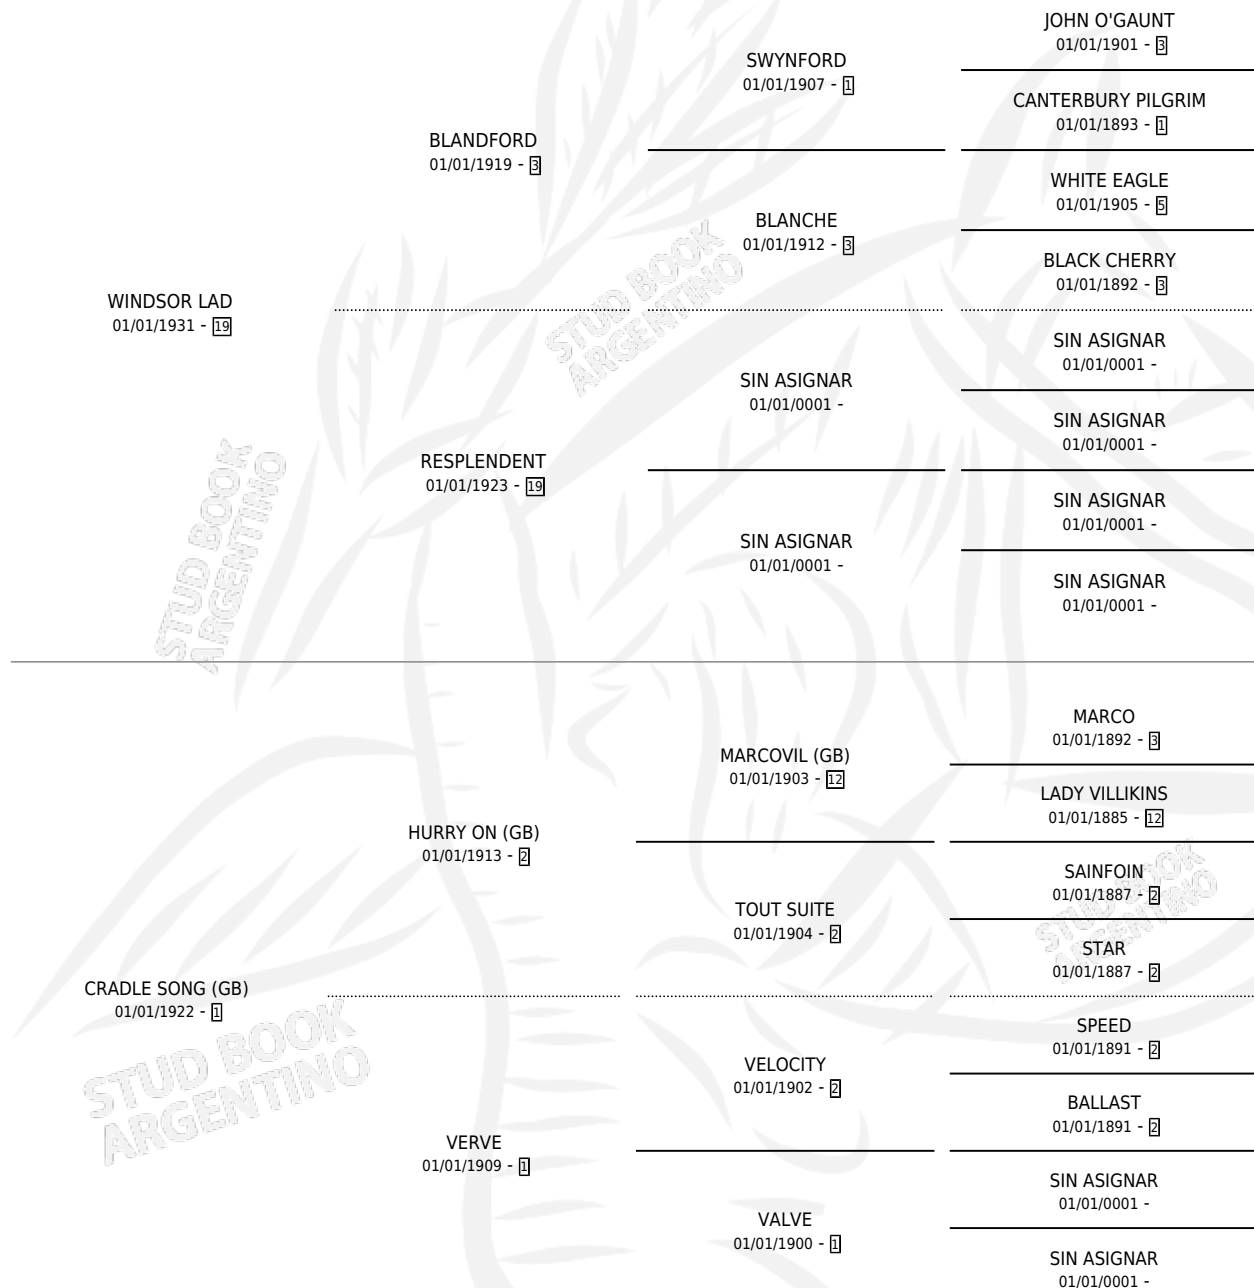 JOHN O'GAUNT
01/01/1901 - 3
SWYNFORD
01/01/1907 - 1
CANTERBURY PILGRIM
01/01/1893 - 1
BLANDFORD
01/01/1919 - 3
WHITE EAGLE
01/01/1905 - 5
BLANCHE
01/01/1912 - 3
BLACK CHERRY
01/01/1892 - 3
WINDSOR LAD
01/01/1931 - 19
STUD BOOK
ARGENTINO
SIN ASIGNAR
01/01/0001 -
SIN ASIGNAR
01/01/0001 -
SIN ASIGNAR
01/01/0001 -
RESPLENDENT
01/01/1923 - 19
SIN ASIGNAR
01/01/0001 -
SIN ASIGNAR
01/01/0001 -
SIN ASIGNAR
01/01/0001 -
STUD BOOK
ARGENTINO
MARCO
01/01/1892 - 3
MARCOVIL (GB)
01/01/1903 - 12
LADY VILLIKINS
01/01/1885 - 12
HURRY ON (GB)
01/01/1913 - 2
SAINFOIN
01/01/1887 - 2
TOUT SUITE
01/01/1904 - 2
STAR
01/01/1887 - 2
STUD BOOK
ARGENTINO
CRADLE SONG (GB)
01/01/1922 - 1
STUD BOOK
ARGENTINO
SPEED
01/01/1891 - 2
VELOCITY
01/01/1902 - 2
BALLAST
01/01/1891 - 2
VERVE
01/01/1909 - 1
SIN ASIGNAR
01/01/0001 -
VALVE
01/01/1900 - 1
SIN ASIGNAR
01/01/0001 -